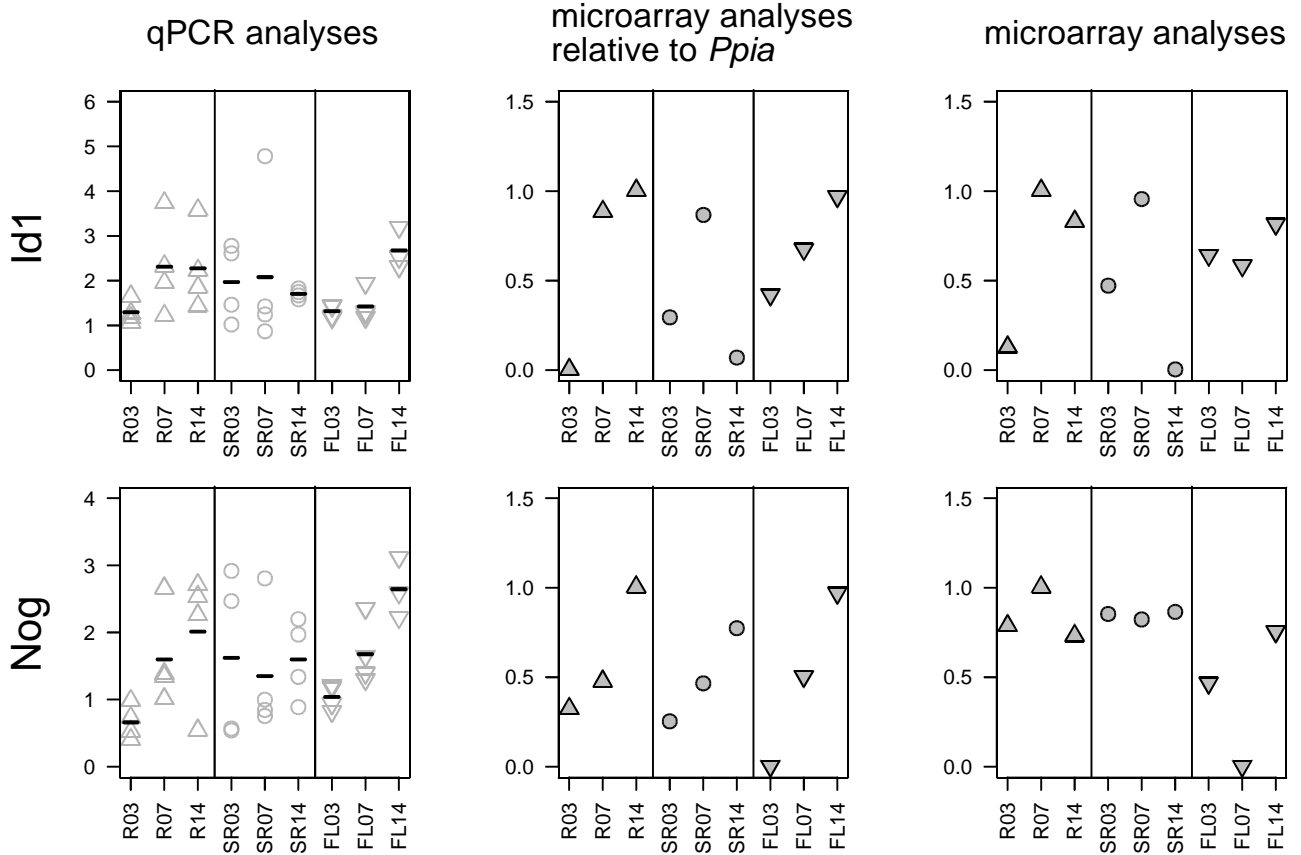 qPCR analyses
microarray analyses
relative to Ppia
microarray analyses
Id1
6
5
4
3
2
1
0
R03 R07 R14 SR03 SR07 SR14 FL03 FL07 FL14
1.5
1.0
0.5
0.0
R03 R07 R14 SR03 SR07 SR14 FL03 FL07 FL14
1.5
1.0
0.5
0.0
R03 R07 R14 SR03 SR07 SR14 FL03 FL07 FL14
Nog
4
3
2
1
0
R03 R07 R14 SR03 SR07 SR14 FL03 FL07 FL14
1.5
1.0
0.5
0.0
R03 R07 R14 SR03 SR07 SR14 FL03 FL07 FL14
1.5
1.0
0.5
0.0
R03 R07 R14 SR03 SR07 SR14 FL03 FL07 FL14